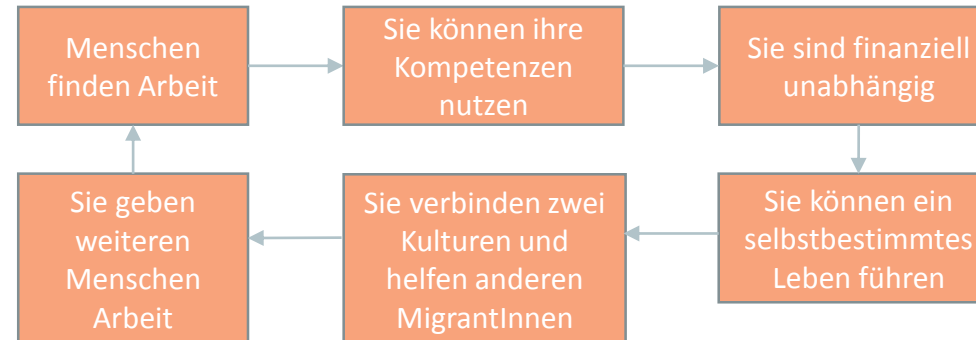 Menschen
finden Arbeit
Sie können ihre
Kompetenzen
nutzen
Sie sind finanziell
unabhängig
Sie können ein
selbstbestimmtes
Leben führen
Sie verbinden zwei
Kulturen und
helfen anderen
MigrantInnen
Sie geben
weiteren
Menschen
Arbeit